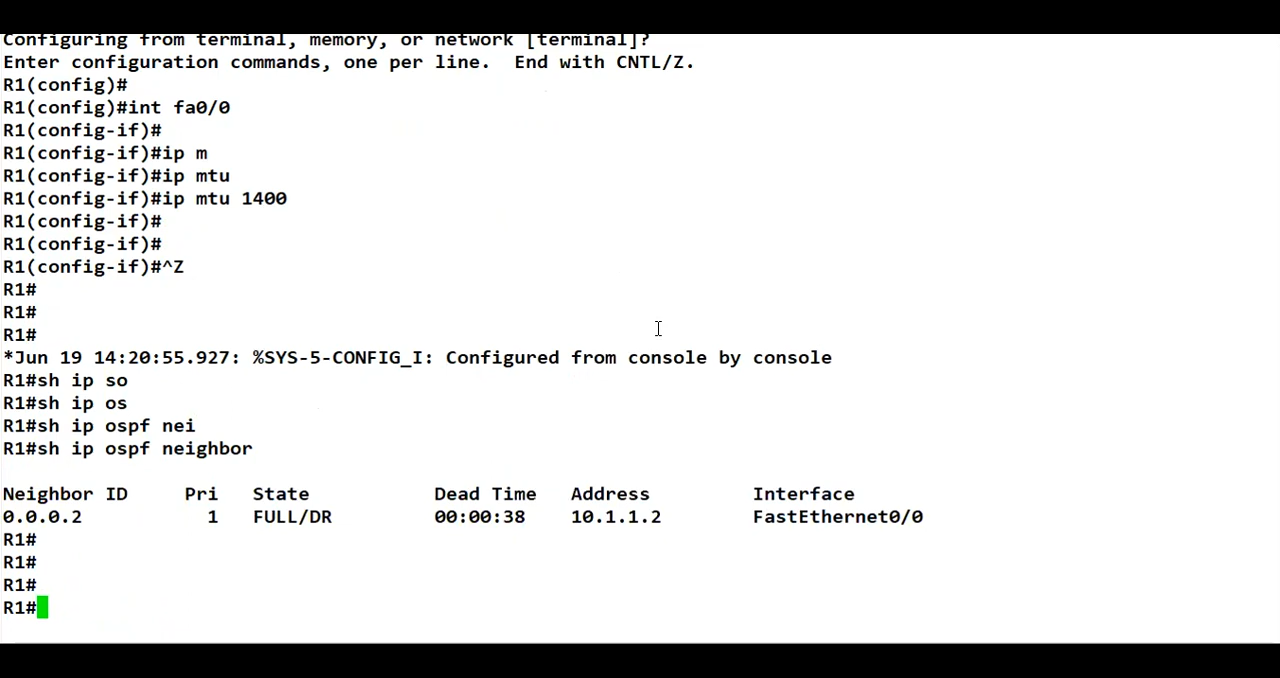 Configuring from terminal, memory, or network [terminal]?
Enter configuration commands, one per line.  End with CNTL/Z.
R1(config)#
R1(config)#int fa0/0
R1(config-if)#
R1(config-if)#ip m
R1(config-if)#ip mtu
R1(config-if)#ip mtu 1400
R1(config-if)#
R1(config-if)#
R1(config-if)#^Z
R1#
R1#
R1#
*Jun 19 14:20:55.927: %SYS-5-CONFIG_I: Configured from console by console
R1#sh ip so
R1#sh ip os
R1#sh ip ospf nei
R1#sh ip ospf neighbor
Neighbor ID     Pri   State           Dead Time   Address         Interface
0.0.0.2           1   FULL/DR         00:00:38    10.1.1.2        FastEthernet0/0
R1#
R1#
R1#
R1#